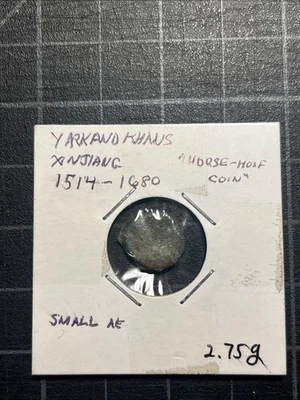 YARKAND KHANS
XINJIANG
1514-1680
"HORSE-HOOF
COIN"
SMALL AE
2.75g